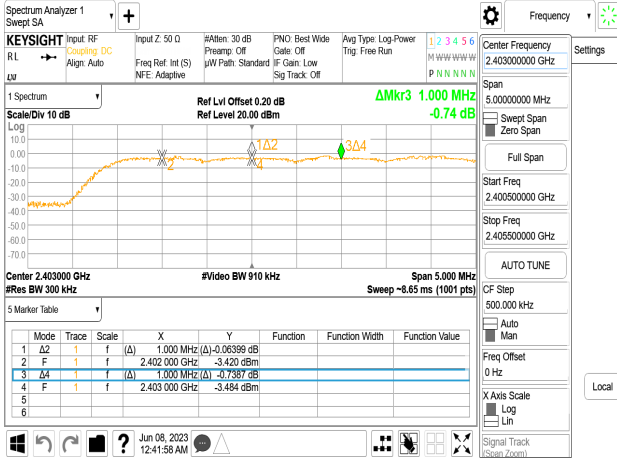 Spectrum Analyzer 1
Swept SA
Frequency
Settings
KEYSIGHT
RL
Input: RF
Coupling: DC
Align: Auto
Input Z: 50 Ω
Freq Ref: Int (S)
NFE: Adaptive
#Atten: 30 dB
Preamp: Off
µW Path: Standard
PNO: Best Wide
Gate: Off
IF Gain: Low
Sig Track: Off
Avg Type: Log-Power
Trig: Free Run
1 2 3 4 5 6
M W W W W W
P N N N N N
1 Spectrum
Scale/Div 10 dB
Ref Lvl Offset 0.20 dB
Ref Level 20.00 dBm
ΔMkr3 1.000 MHz
-0.74 dB
Log
10.0
0.00
-10.0
-20.0
-30.0
-40.0
-50.0
-60.0
-70.0
2
1Δ2
4
3Δ4
Center 2.403000 GHz
#Res BW 300 kHz
#Video BW 910 kHz
Span 5.000 MHz
Sweep ~8.65 ms (1001 pts)
5 Marker Table
Mode Trace Scale X Y Function Function Width Function Value
1 Δ2 1 f (Δ) 1.000 MHz (Δ) -0.06399 dB
2 F 1 f 2.402 000 GHz -3.420 dBm
3 Δ4 1 f (Δ) 1.000 MHz (Δ) -0.7387 dB
4 F 1 f 2.403 000 GHz -3.484 dBm
5
6
Jun 08, 2023
12:41:58 AM
?
Center Frequency
2.403000000 GHz
Span
5.00000000 MHz
Swept Span
Zero Span
Full Span
Start Freq
2.400500000 GHz
Stop Freq
2.405500000 GHz
AUTO TUNE
CF Step
500.000 kHz
Auto
Man
Freq Offset
0 Hz
X Axis Scale
Log
Lin
Signal Track
(Span Zoom)
Local